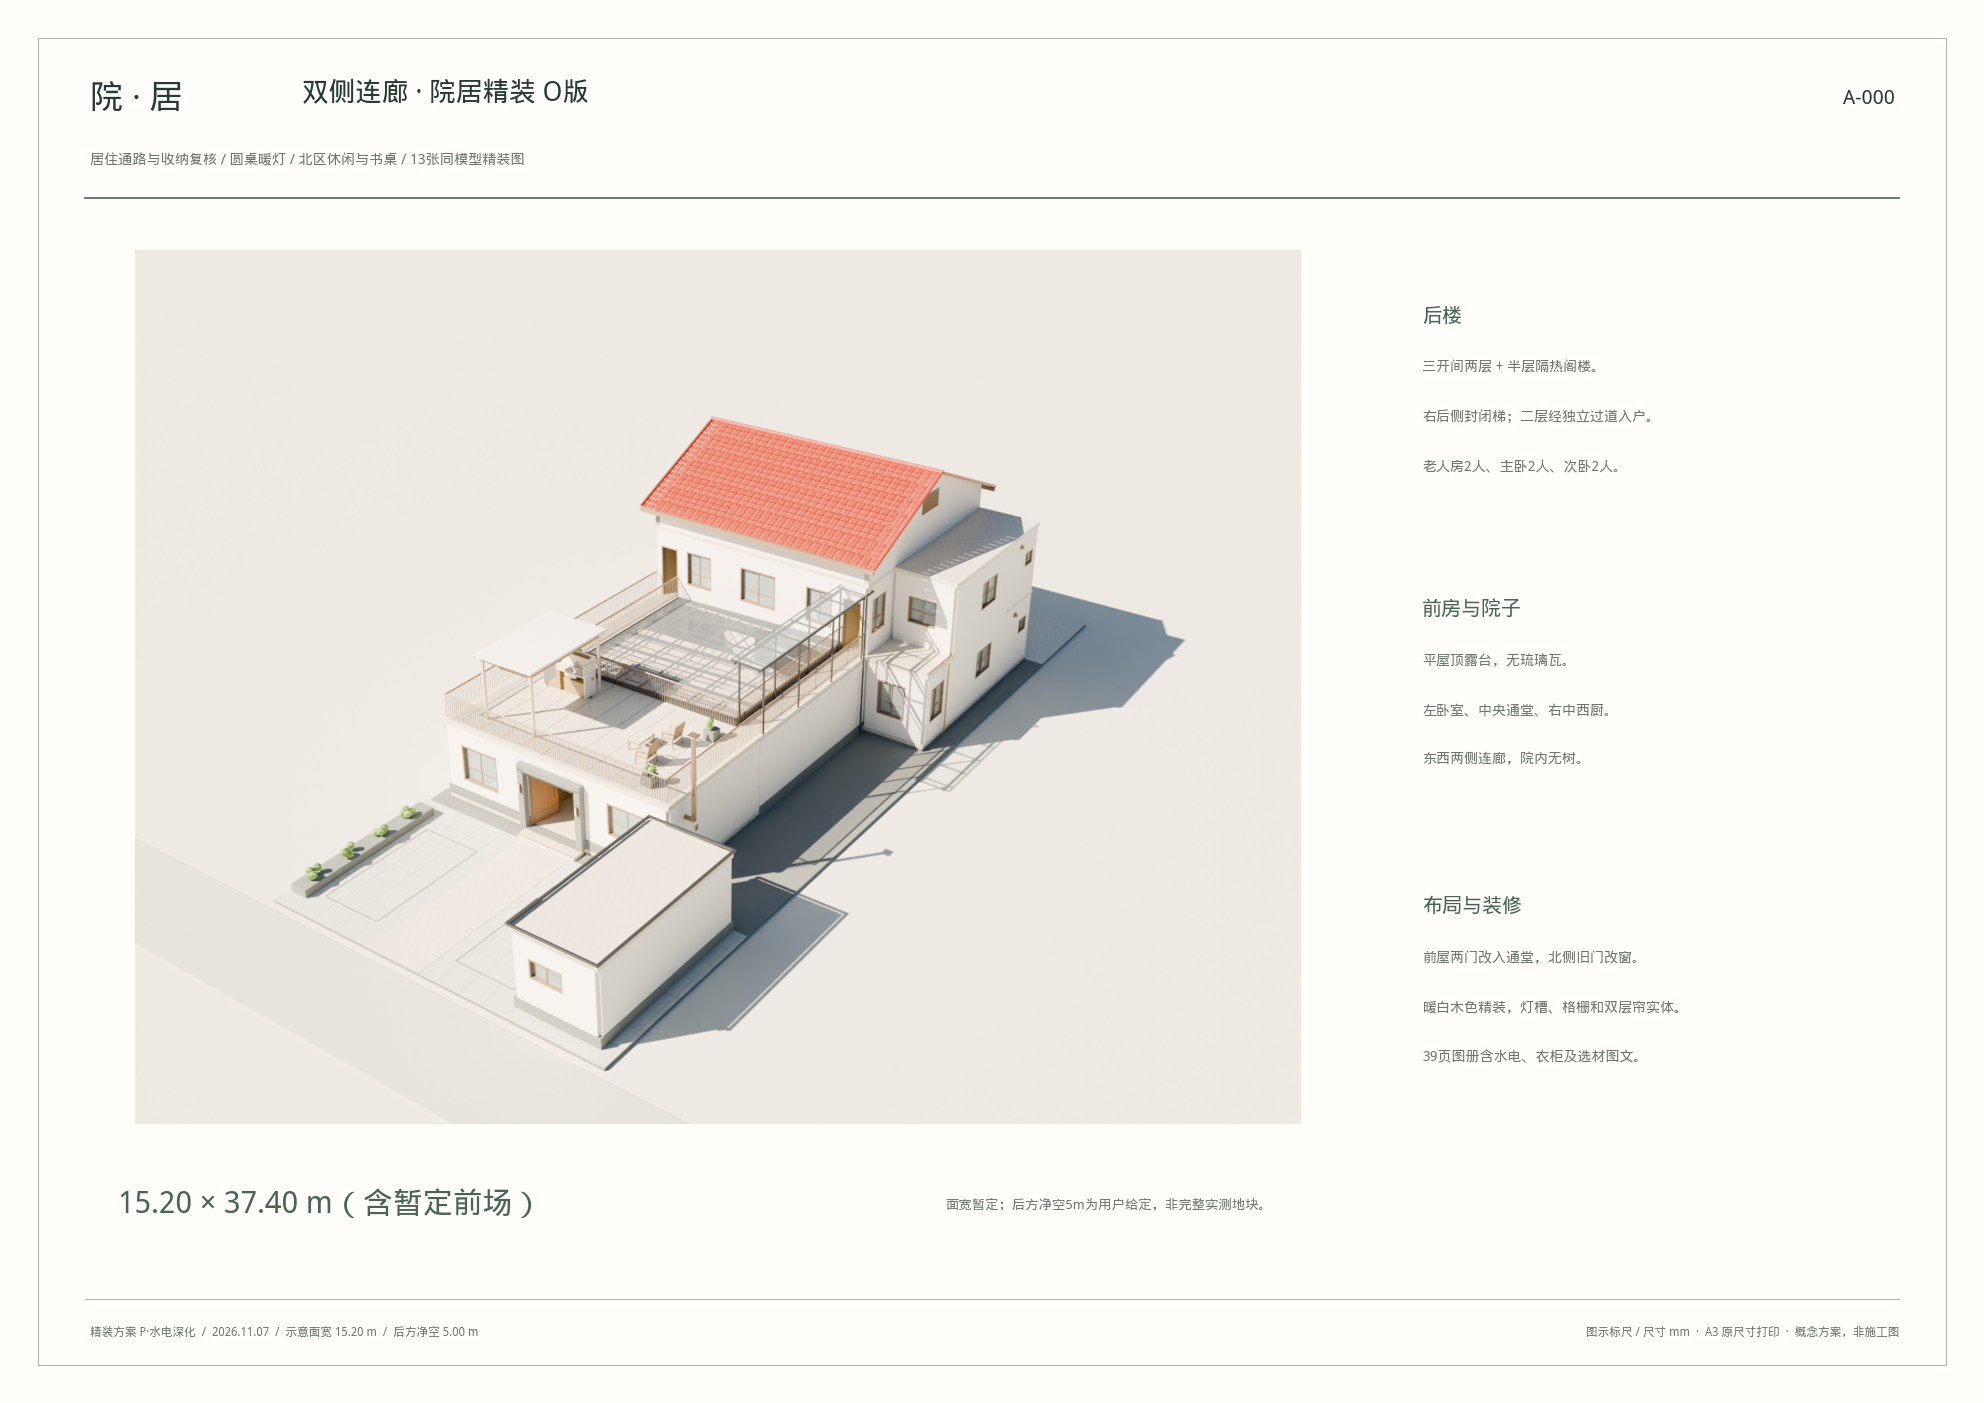 院 · 居
双侧连廊 · 院居精装 O版
A-000
居住通路与收纳复核 / 圆桌暖灯 / 北区休闲与书桌 / 13张同模型精装图
后楼
三开间两层 + 半层隔热阁楼。
右后侧封闭梯；二层经独立过道入户。
老人房2人、主卧2人、次卧2人。
前房与院子
平屋顶露台，无琉璃瓦。
左卧室、中央通堂、右中西厨。
东西两侧连廊，院内无树。
布局与装修
前屋两门改入通堂，北侧旧门改窗。
暖白木色精装，灯槽、格栅和双层帘实体。
39页图册含水电、衣柜及选材图文。
15.20 × 37.40 m（含暂定前场）
面宽暂定；后方净空5m为用户给定，非完整实测地块。
精装方案 P·水电深化 / 2026.11.07 / 示意面宽 15.20 m / 后方净空 5.00 m
图示标尺 / 尺寸 mm · A3 原尺寸打印 · 概念方案，非施工图